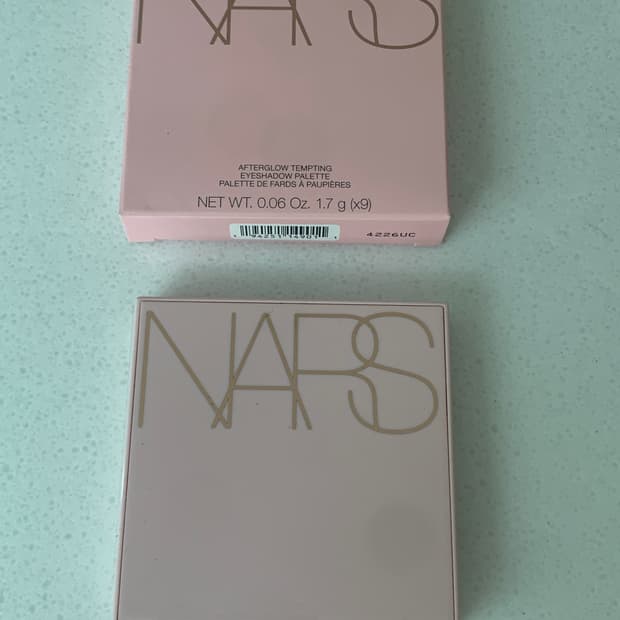 NARS
AFTERGLOW TEMPTING
EYESHADOW PALETTE
PALETTE DE FARDS À PAUPIÈRES
NET WT. 0.06 Oz. 1.7 g (x9)
4226UC
NARS